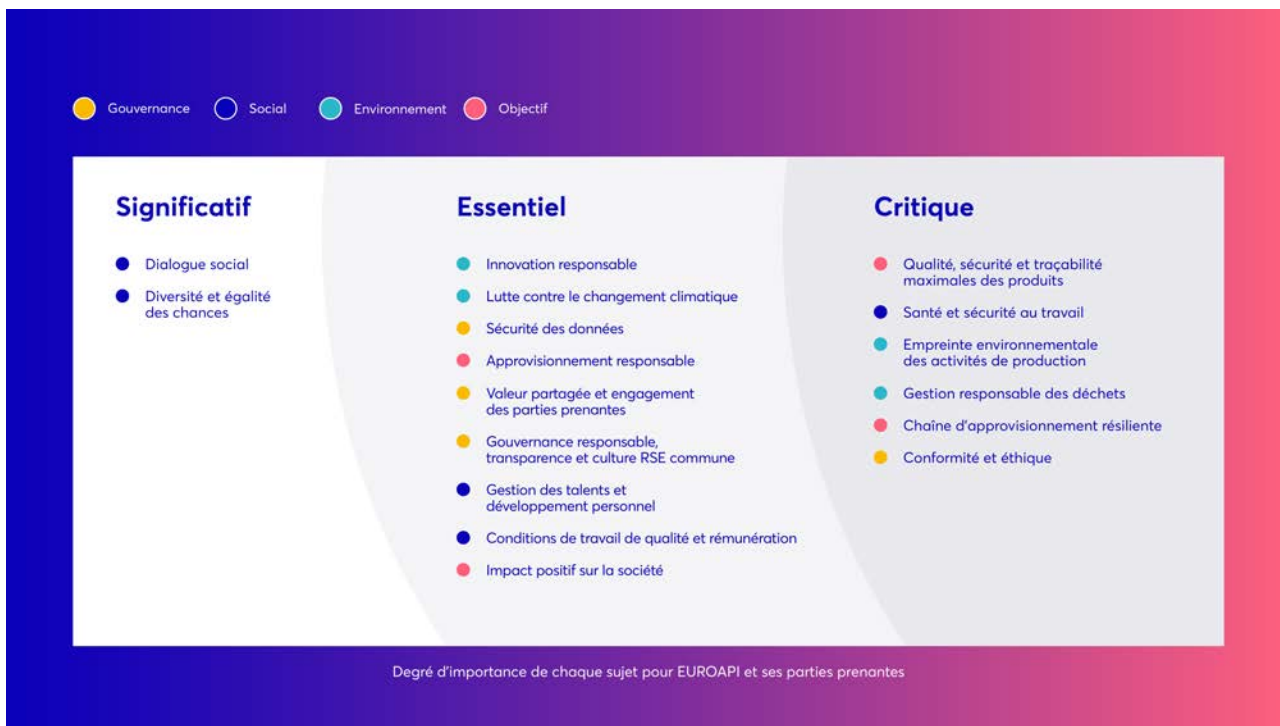 Gouvernance
Social
Environnement
Objectif
Significatif
Dialogue social
Diversité et égalité
des chances
Essentiel
Innovation responsable
Lutte contre le changement climatique
Sécurité des données
Approvisionnement responsable
Valeur partagée et engagement
des parties prenantes
Gouvernance responsable,
transparence et culture RSE commune
Gestion des talents et
développement personnel
Conditions de travail de qualité et rémunération
Impact positif sur la société
Critique
Qualité, sécurité et traçabilité
maximales des produits
Santé et sécurité au travail
Empreinte environnementale
des activités de production
Gestion responsable des déchets
Chaîne d'approvisionnement résiliente
Conformité et éthique
Degré d'importance de chaque sujet pour EUROAPI et ses parties prenantes